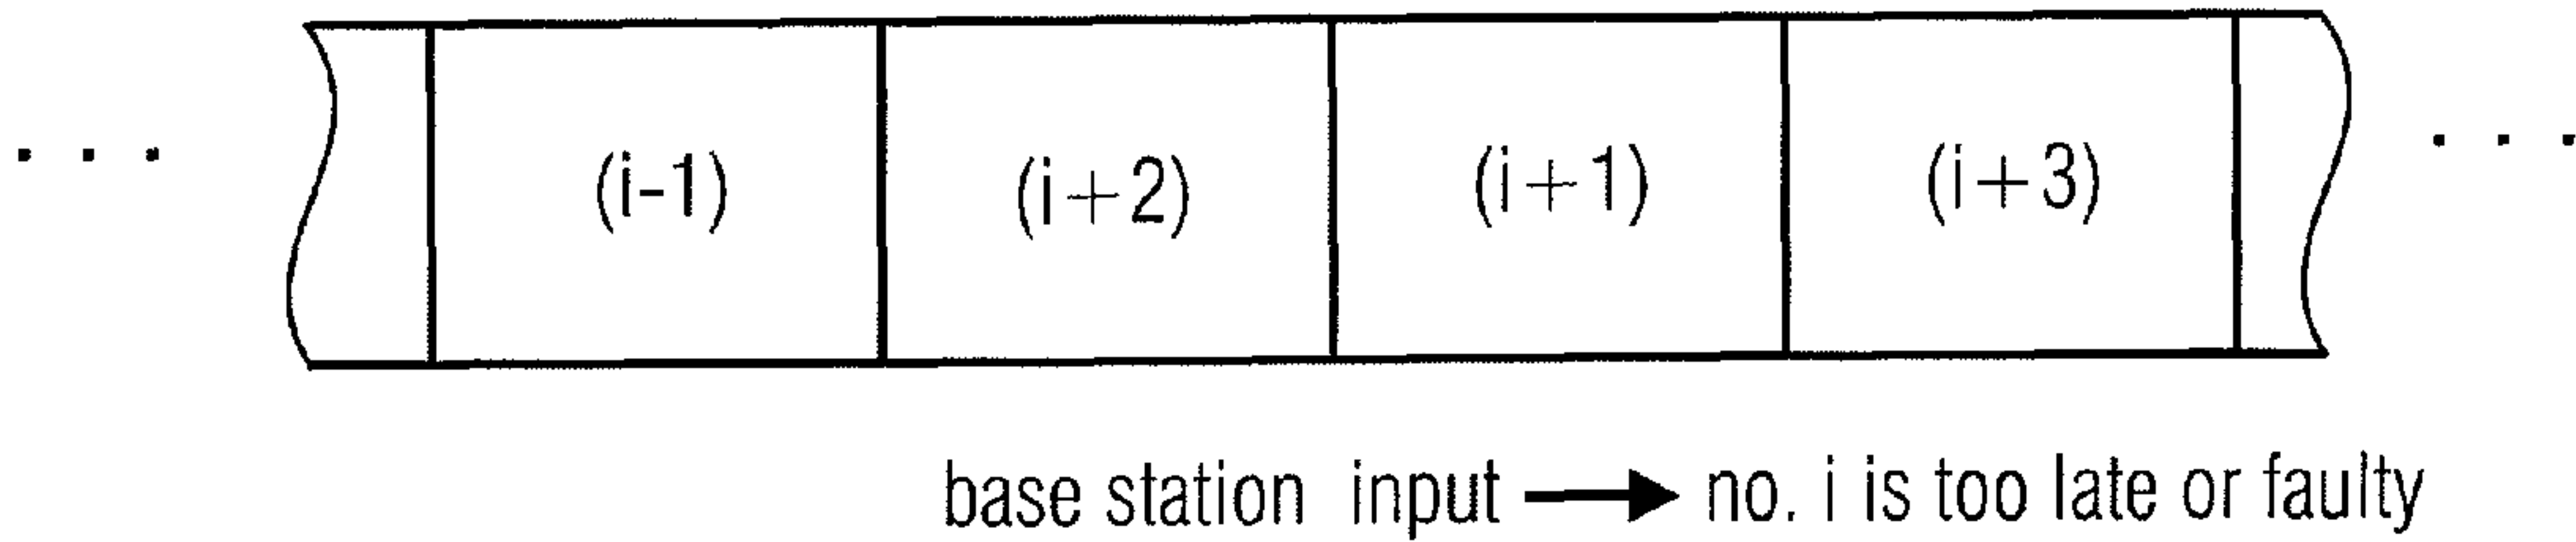 . . . (i-1) (i+2) (i+1) (i+3) . . .
base station input → no. i is too late or faulty